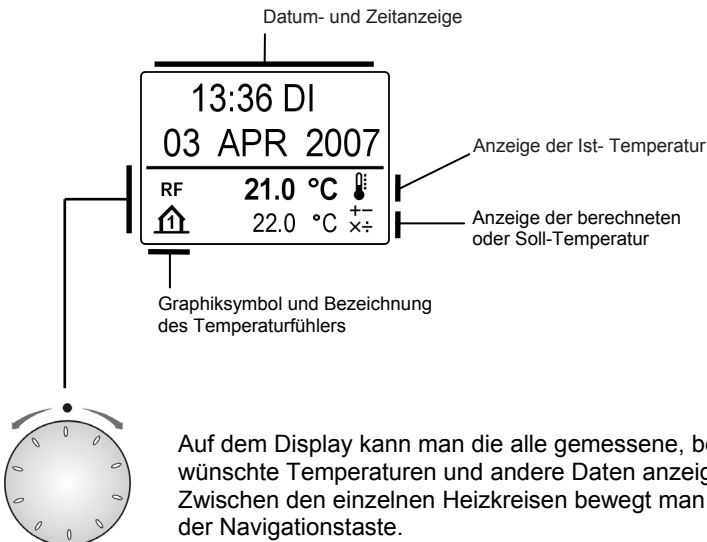 Datum- und Zeitanzeige
13:36 DI
03 APR 2007
Anzeige der Ist- Temperatur
RF 21.0 °C
1 22.0 °C +− ×÷
Anzeige der berechneten
oder Soll-Temperatur
Graphiksymbol und Bezeichnung
des Temperaturfühlers
Auf dem Display kann man die alle gemessene,
wünschte Temperaturen und andere Daten
Zwischen den einzelnen Heizkreisen bewegt man
der Navigationstaste.